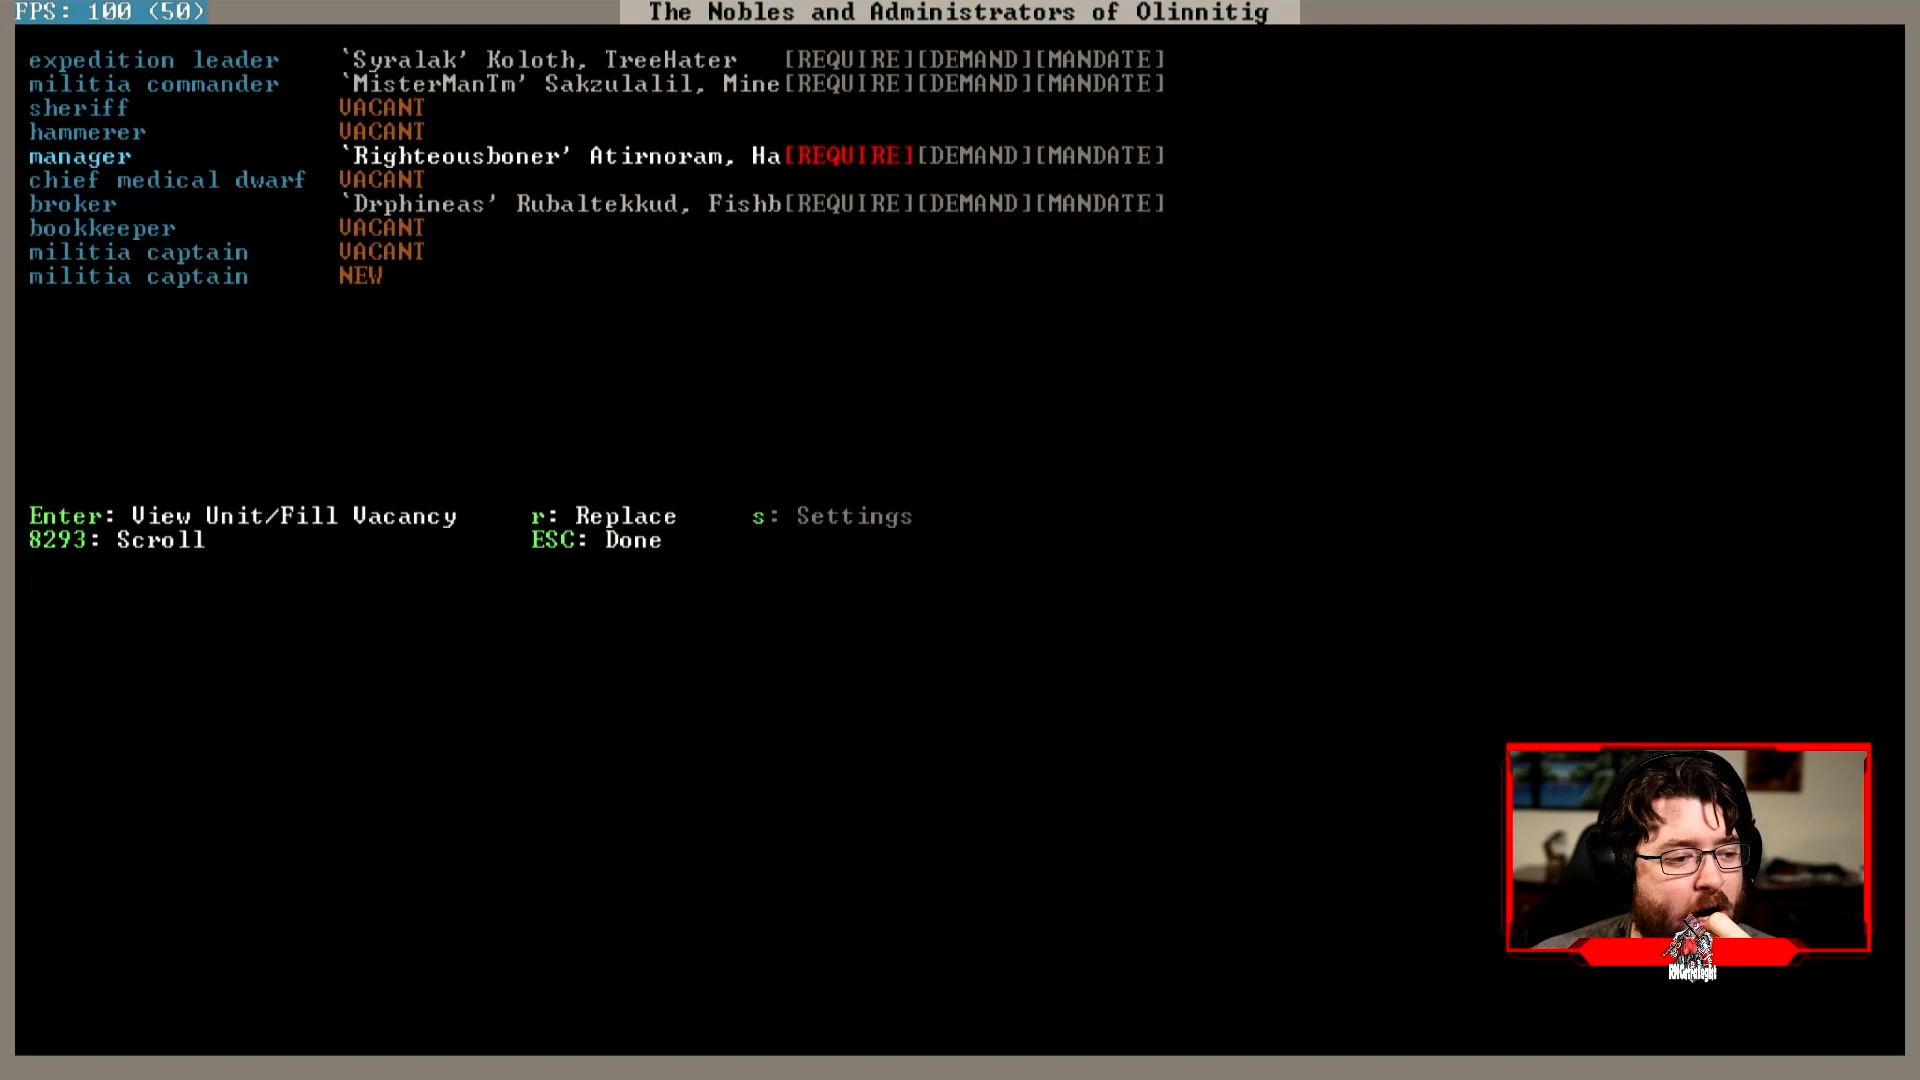 FPS: 100 (50)
The Nobles and Administrators of Olinnitig
expedition leader `Syralak' Koloth, TreeHater [REQUIRE][DEMAND][MANDATE]
militia commander `MisterManTm' Sakzulalil, Mine[REQUIRE][DEMAND][MANDATE]
sheriff VACANT
hammerer VACANT
manager `Righteousboner' Atirnoram, Ha[REQUIRE][DEMAND][MANDATE]
chief medical dwarf VACANT
broker `Drphineas' Rubaltekkud, Fishb[REQUIRE][DEMAND][MANDATE]
bookkeeper VACANT
militia captain VACANT
militia captain NEW
Enter: View Unit/Fill Vacancy r: Replace s: Settings
8293: Scroll ESC: Done